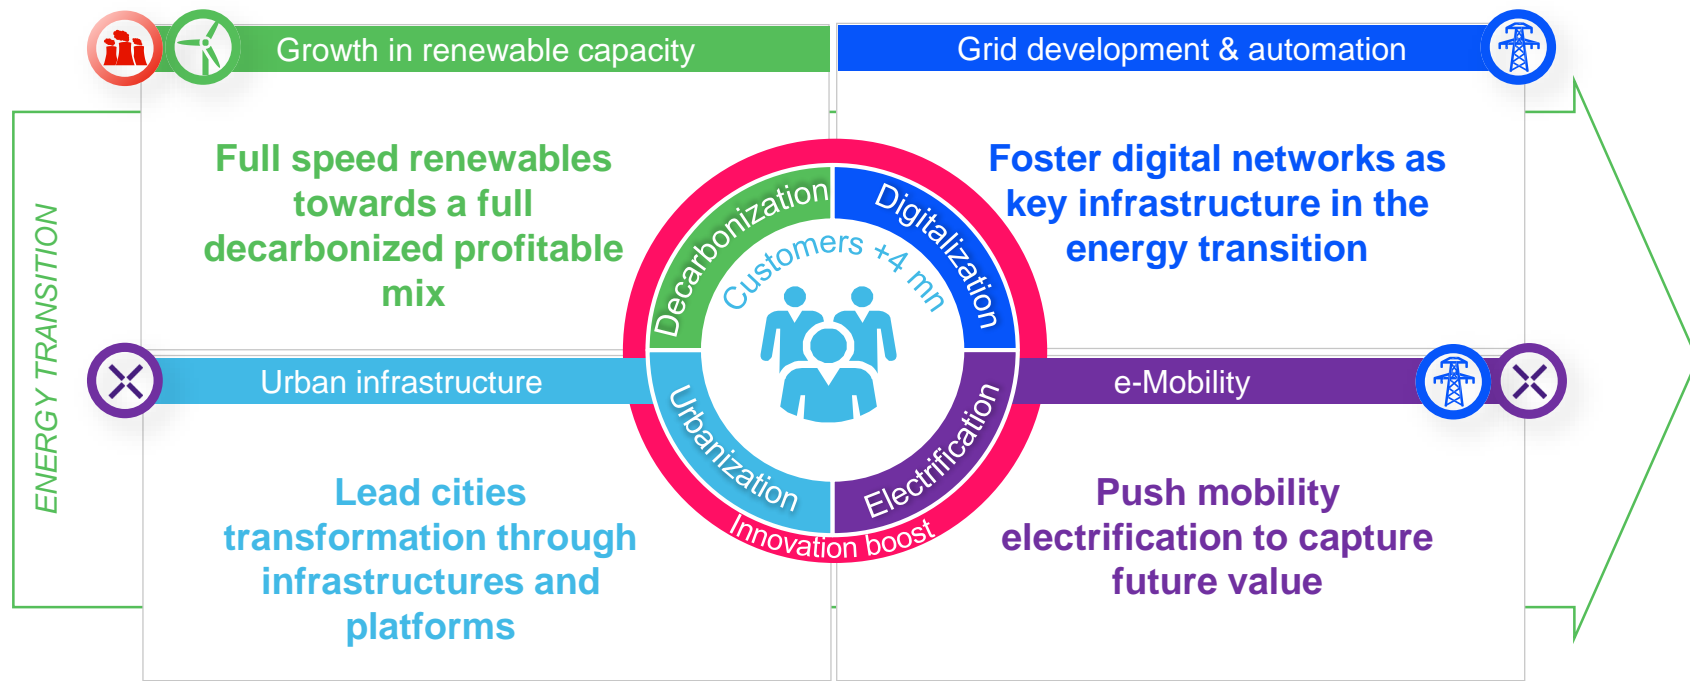 Growth in renewable capacity
Grid development & automation
Full speed renewables
towards a full
decarbonized profitable
mix
Foster digital networks as
key infrastructure in the
energy transition
ENERGY TRANSITION
Decarbonization
Digitalization
Customers +4 mn
Urban infrastructure
e-Mobility
Urbanization
Electrification
Innovation boost
Lead cities
transformation through
infrastructures and
platforms
Push mobility
electrification to capture
future value